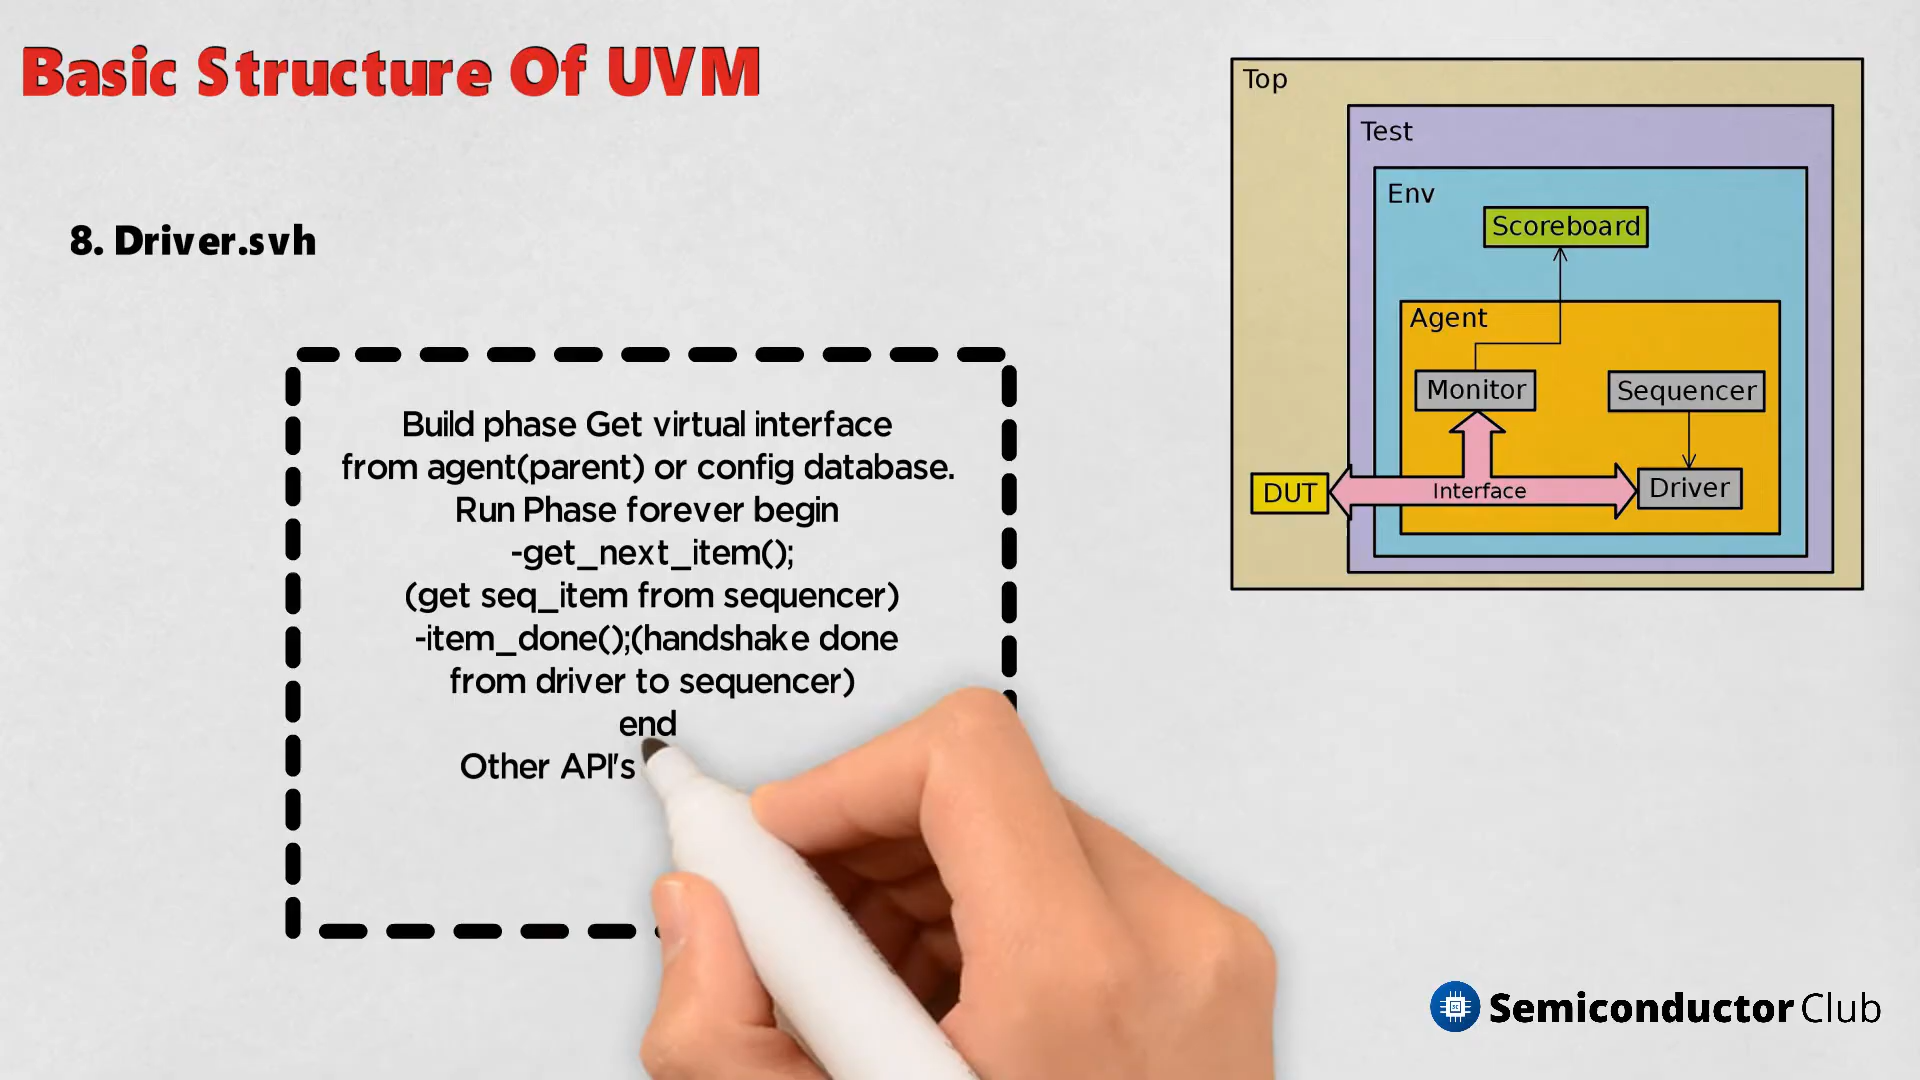 Basic Structure Of UVM
8. Driver.svh
Build phase Get virtual interface
from agent(parent) or config database.
Run Phase forever begin
-get_next_item();
(get seq_item from sequencer)
-item_done();(handshake done
from driver to sequencer)
end
Other API's
Top
Test
Env
Scoreboard
Agent
Monitor
Sequencer
DUT
Interface
Driver
Semiconductor Club